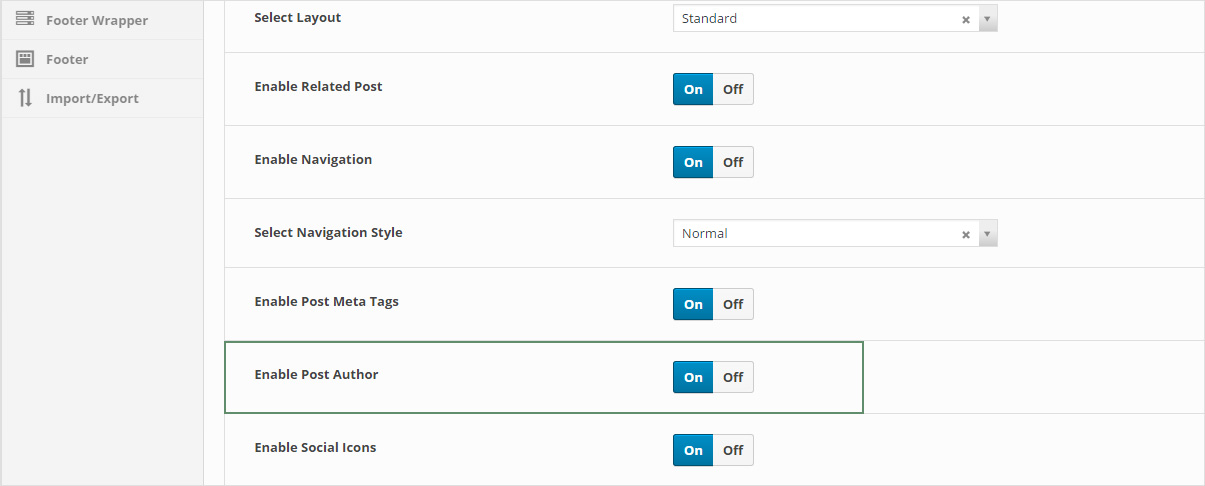 Footer Wrapper
Footer
Import/Export
Select Layout
Standard
Enable Related Post
On Off
Enable Navigation
On Off
Select Navigation Style
Normal
Enable Post Meta Tags
On Off
Enable Post Author
On Off
Enable Social Icons
On Off